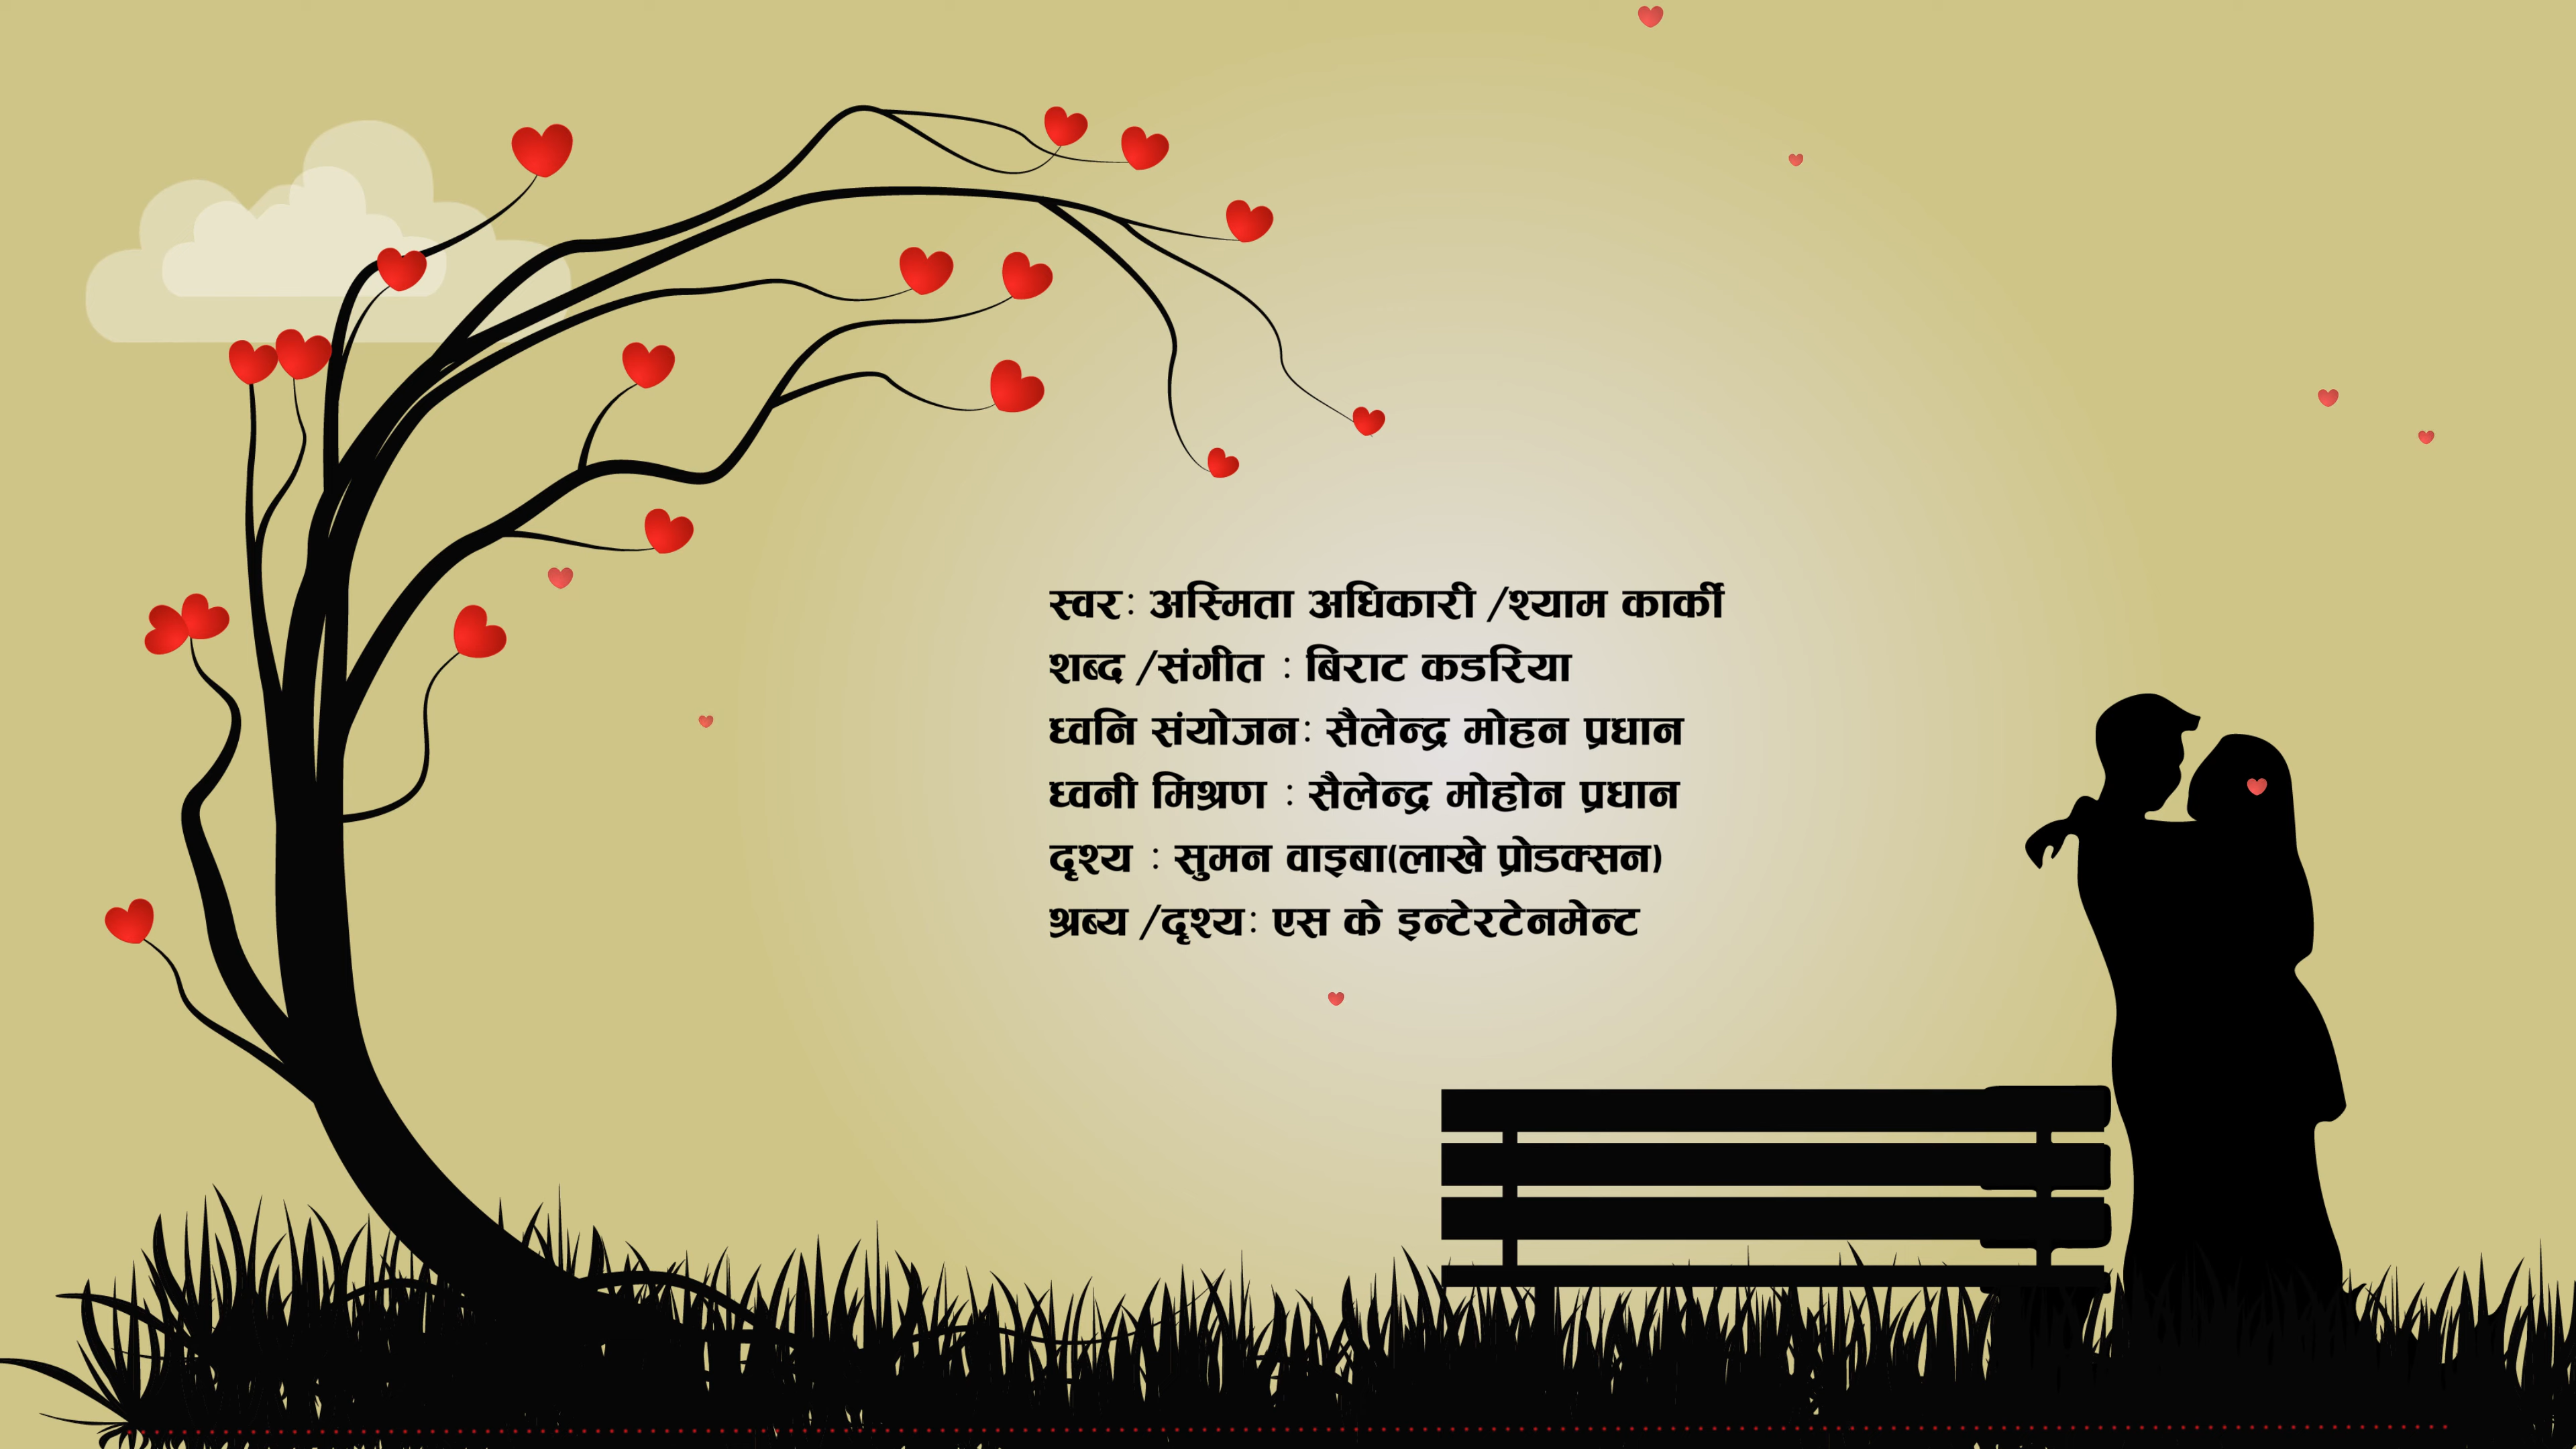 स्वर: अस्मिता अधिकारी /श्याम कार्की
शब्द /संगीत : बिराट कडरिया
ध्वनि संयोजन: सैलेन्द्र मोहन प्रधान
ध्वनी मिश्रण : सैलेन्द्र मोहोन प्रधान
दृश्य : सुमन वाइबा(लाखे प्रोडक्सन)
श्रब्य /दृश्य: एस के इन्टेरटेनमेन्ट